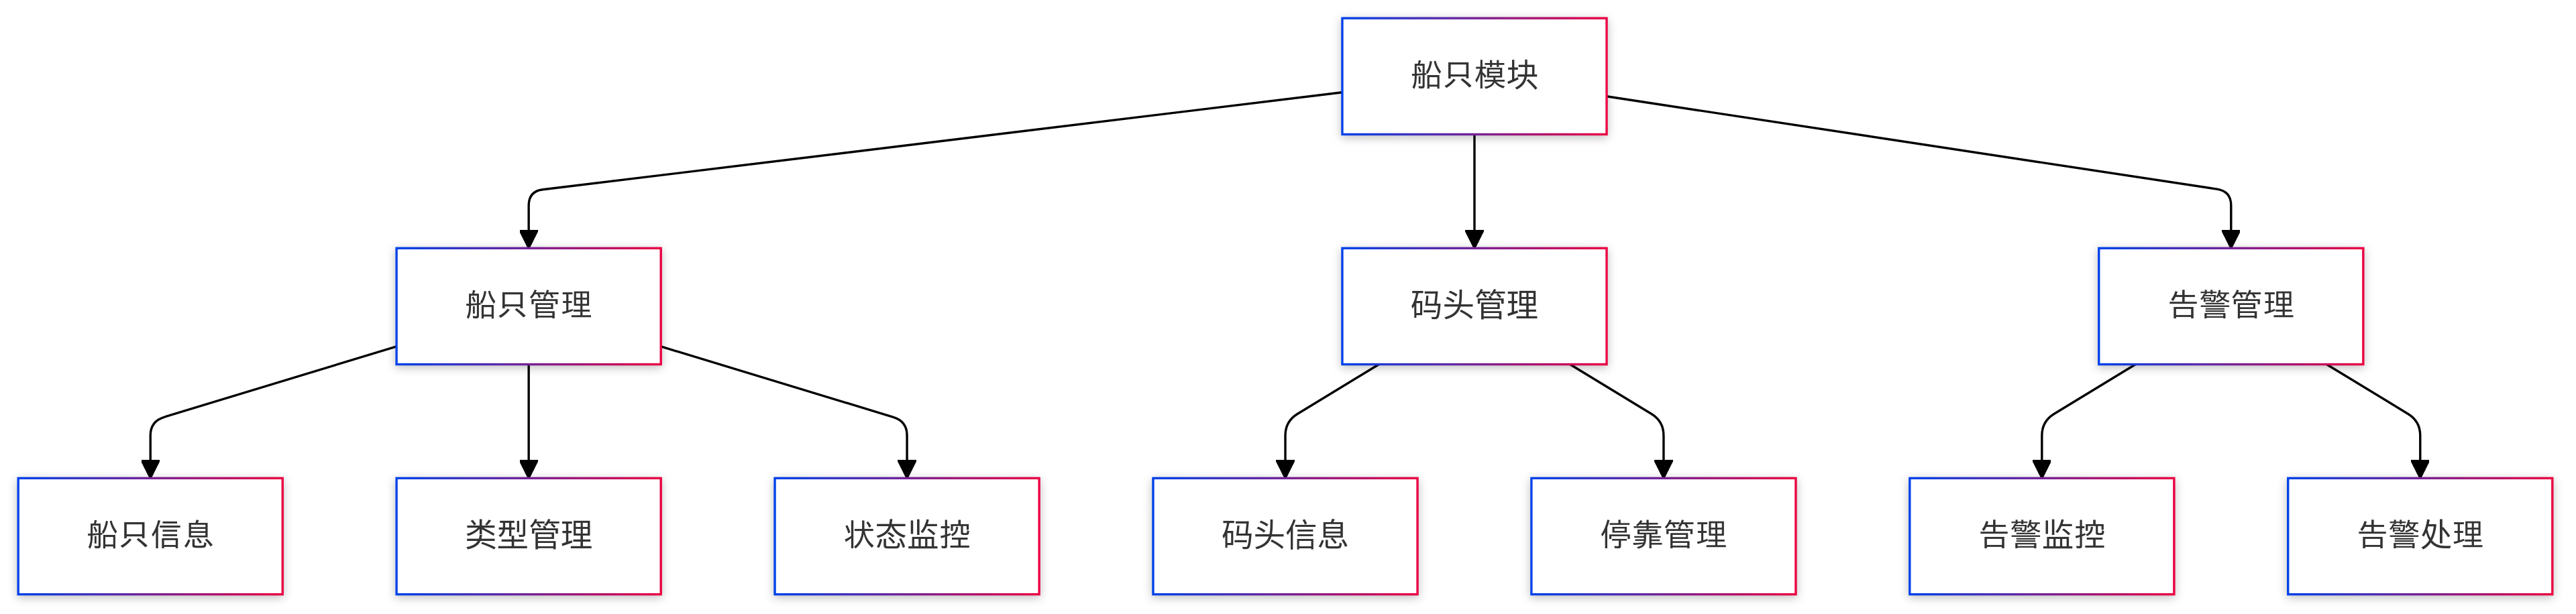 船只模块
船只管理
码头管理
告警管理
船只信息
类型管理
状态监控
码头信息
停靠管理
告警监控
告警处理